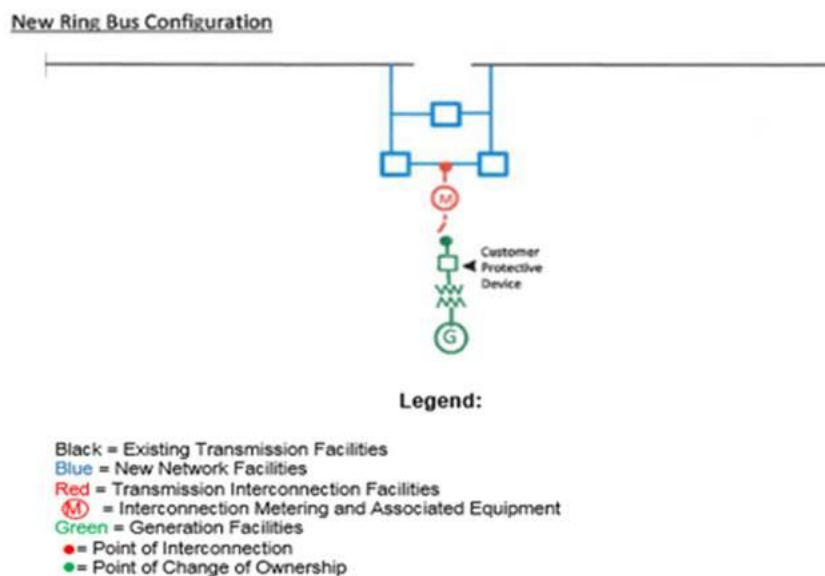 New Ring Bus Configuration
M
Customer
Protective
Device
G
Legend:
Black = Existing Transmission Facilities
Blue = New Network Facilities
Red = Transmission Interconnection Facilities
M = Interconnection Metering and Associated Equipment
Green = Generation Facilities
= Point of Interconnection
= Point of Change of Ownership